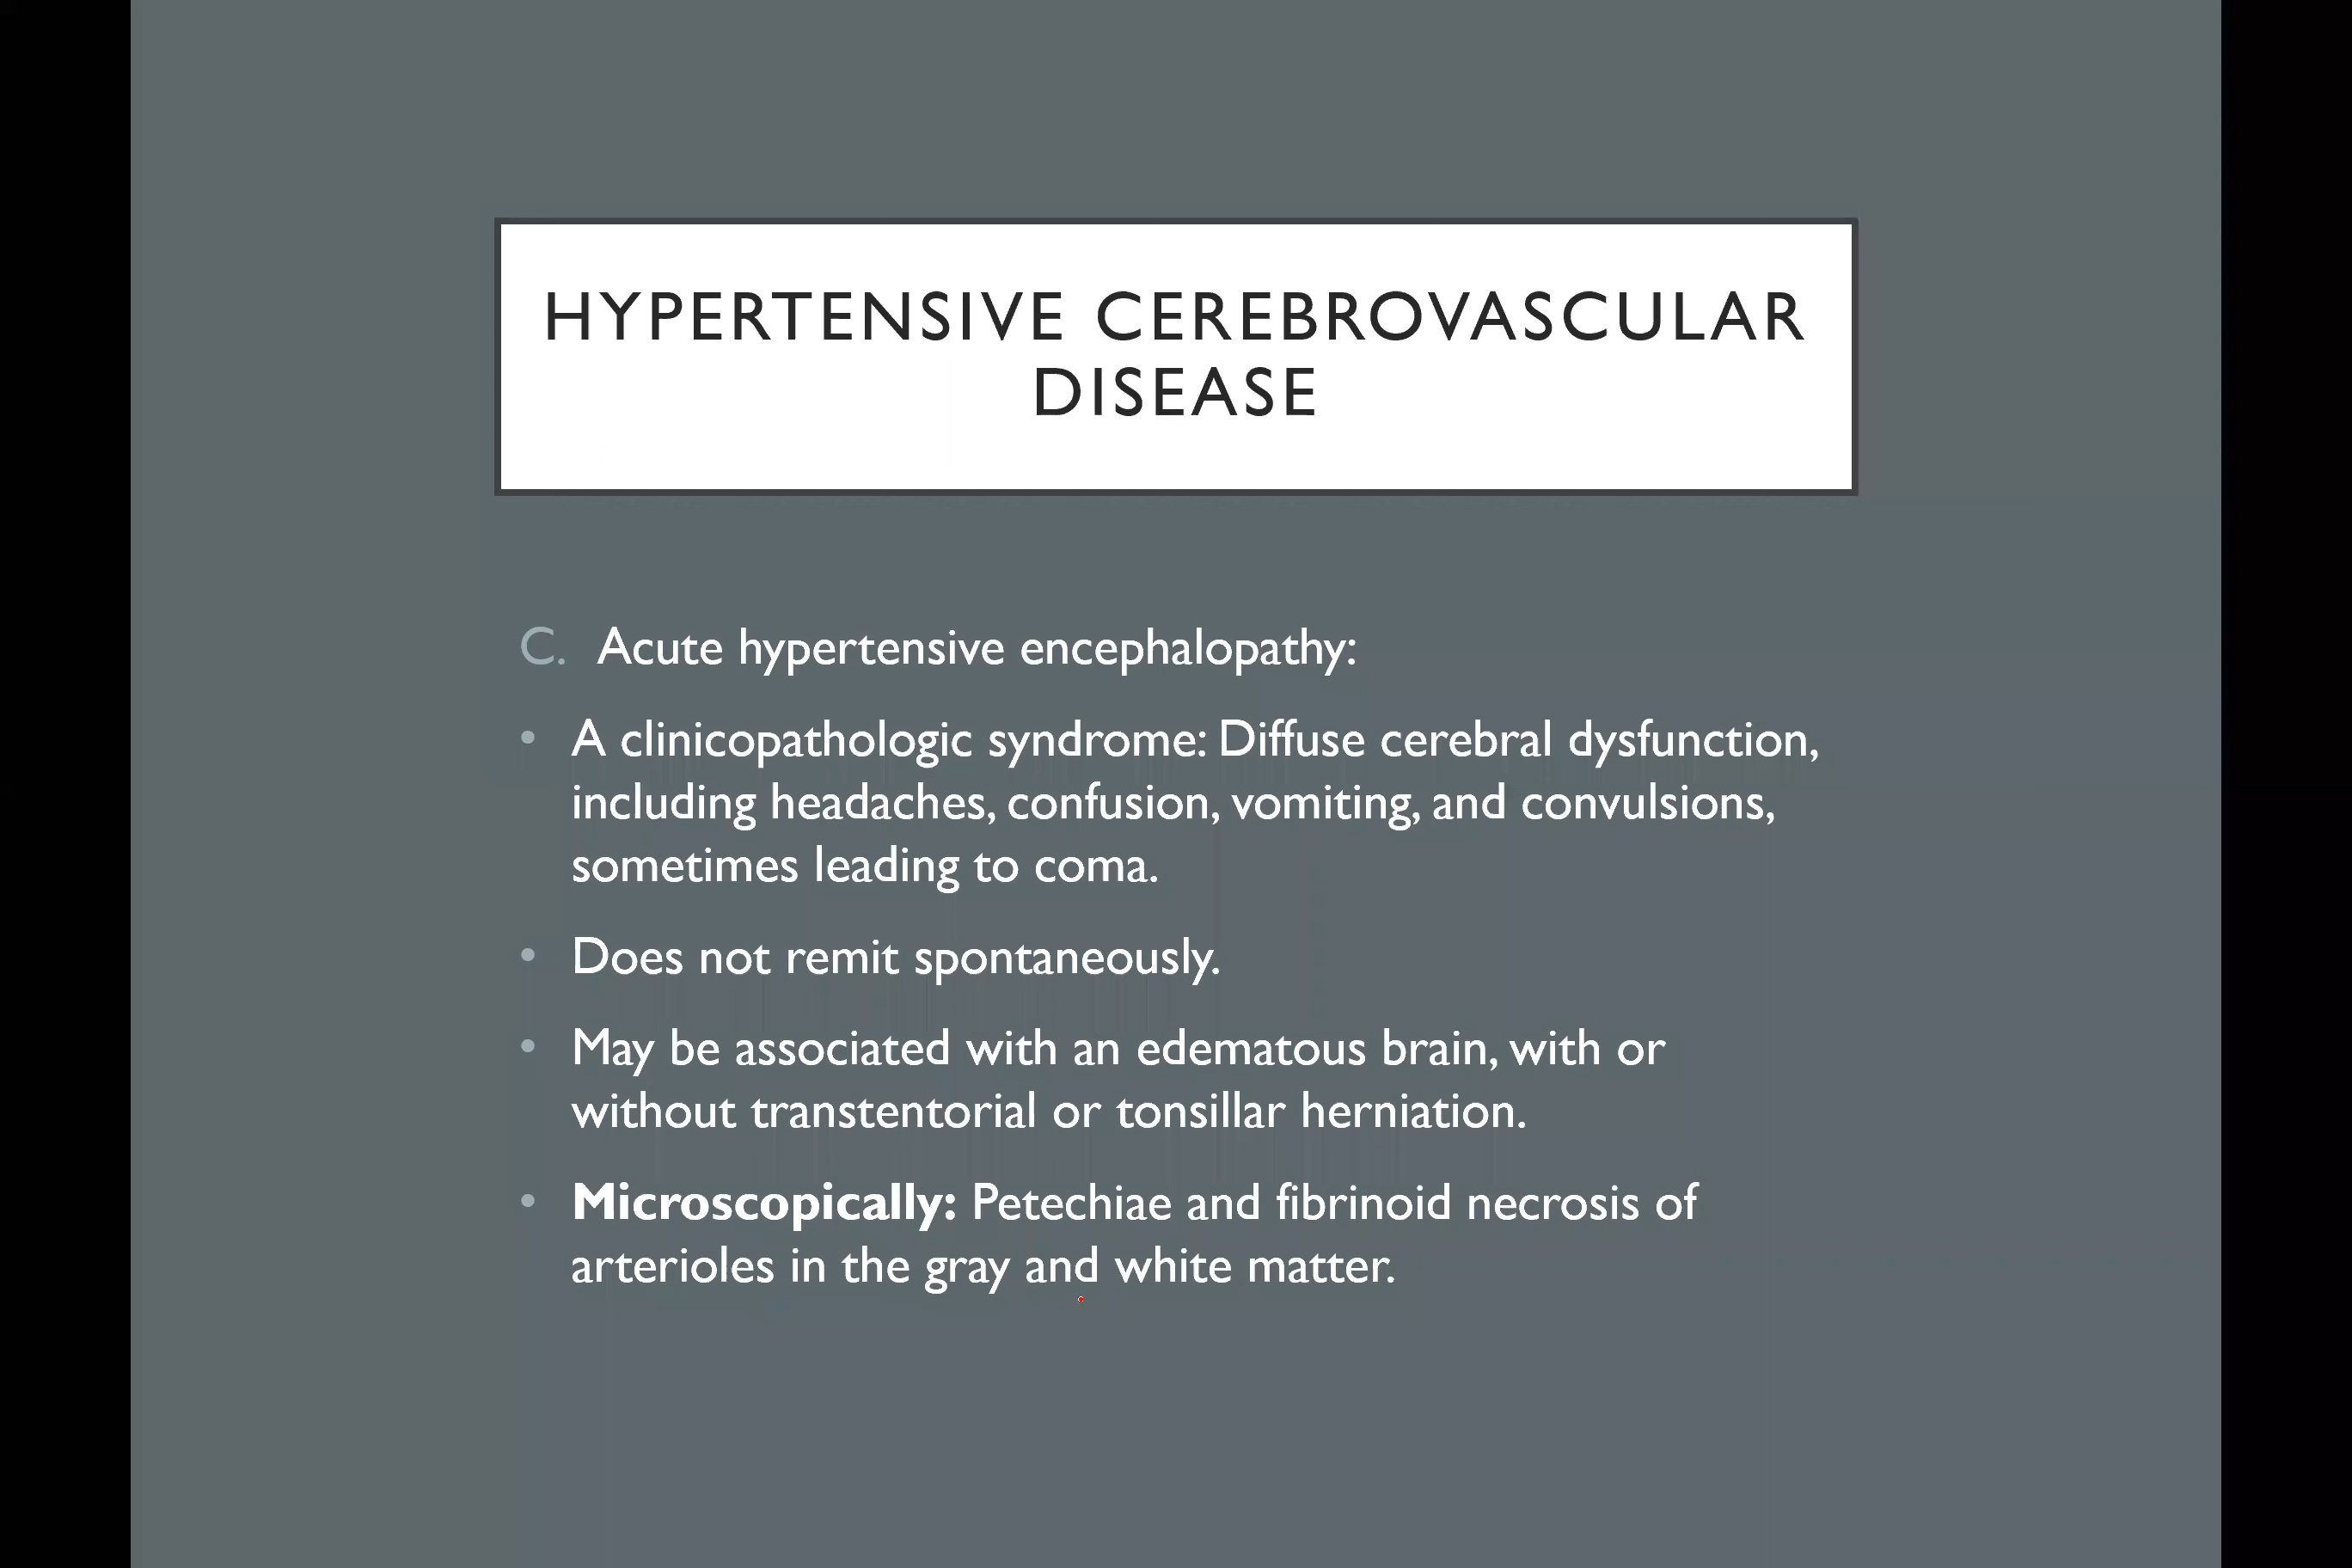 HYPERTENSIVE CEREBROVASCULAR
DISEASE
C. Acute hypertensive encephalopathy:
• A clinicopathologic syndrome: Diffuse cerebral dysfunction,
including headaches, confusion, vomiting, and convulsions,
sometimes leading to coma.
• Does not remit spontaneously.
• May be associated with an edematous brain, with or
without transtentorial or tonsillar herniation.
• Microscopically: Petechiae and fibrinoid necrosis of
arterioles in the gray and white matter.